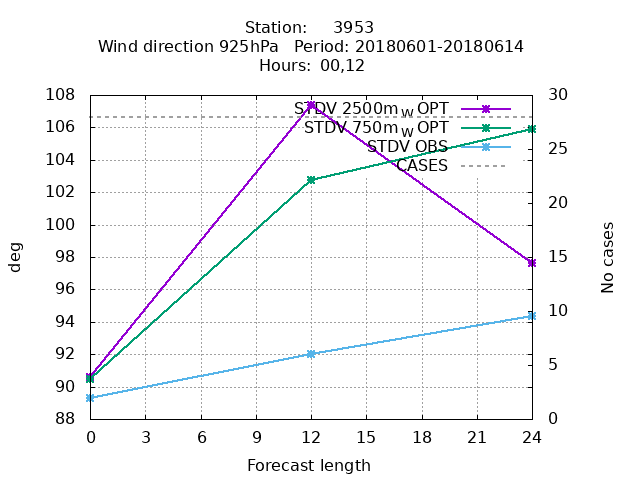 Station: 3953
Wind direction 925hPa Period: 20180601-20180614
Hours: 00,12
108
106
104
102
100
98
96
94
92
90
88
deg
STDV 2500m W OPT
STDV 750m W OPT
STDV OBS
CASES
30
25
20
15
10
5
0
No cases
0 3 6 9 12 15 18 21 24
Forecast length